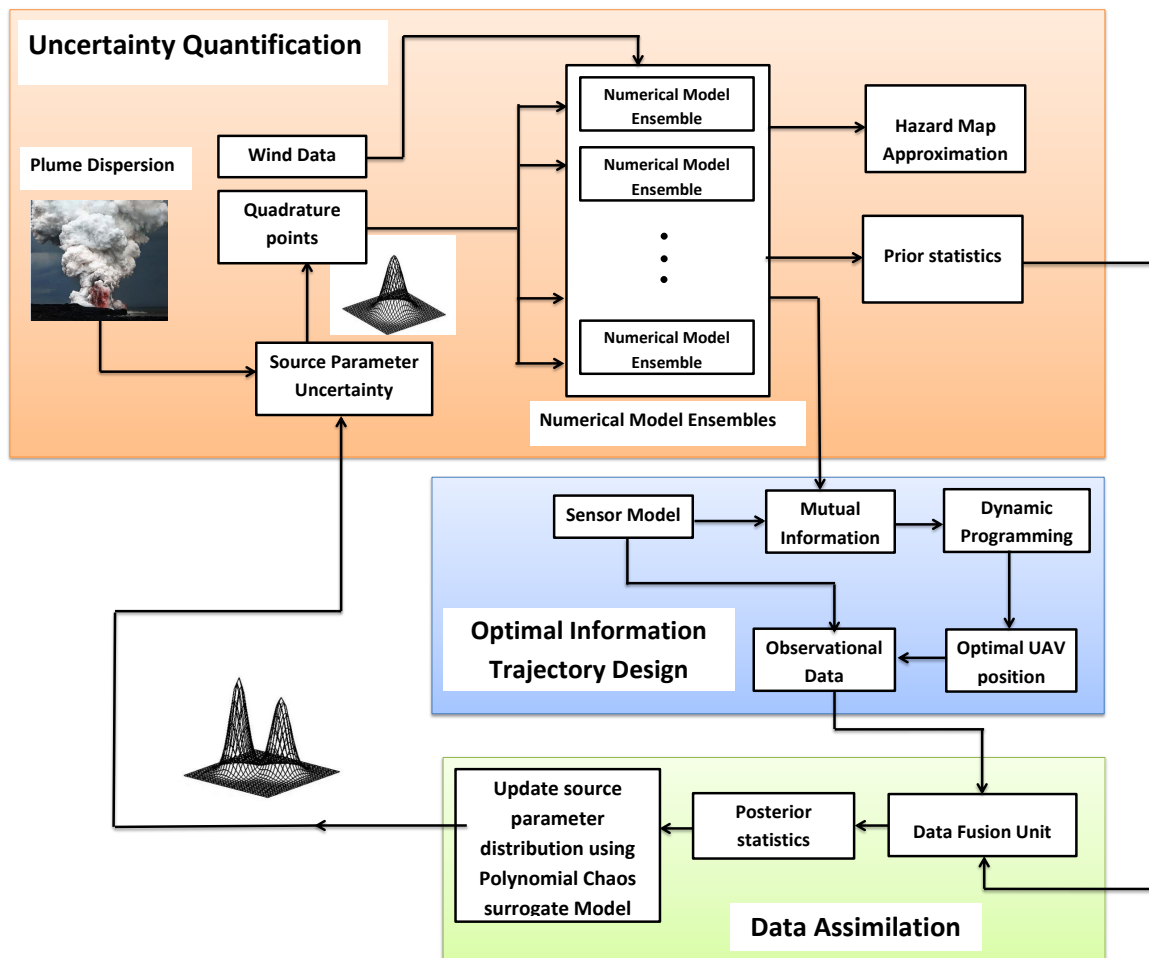 Uncertainty Quantification
Plume Dispersion
Wind Data
Quadrature
points
Source Parameter
Uncertainty
Numerical Model
Ensemble
Numerical Model
Ensemble
Numerical Model
Ensemble
Numerical Model Ensembles
Hazard Map
Approximation
Prior statistics
Sensor Model
Mutual
Information
Dynamic
Programming
Optimal Information
Trajectory Design
Observational
Data
Optimal UAV
position
Update source
parameter
distribution using
Polynomial Chaos
surrogate Model
Posterior
statistics
Data Fusion Unit
Data Assimilation